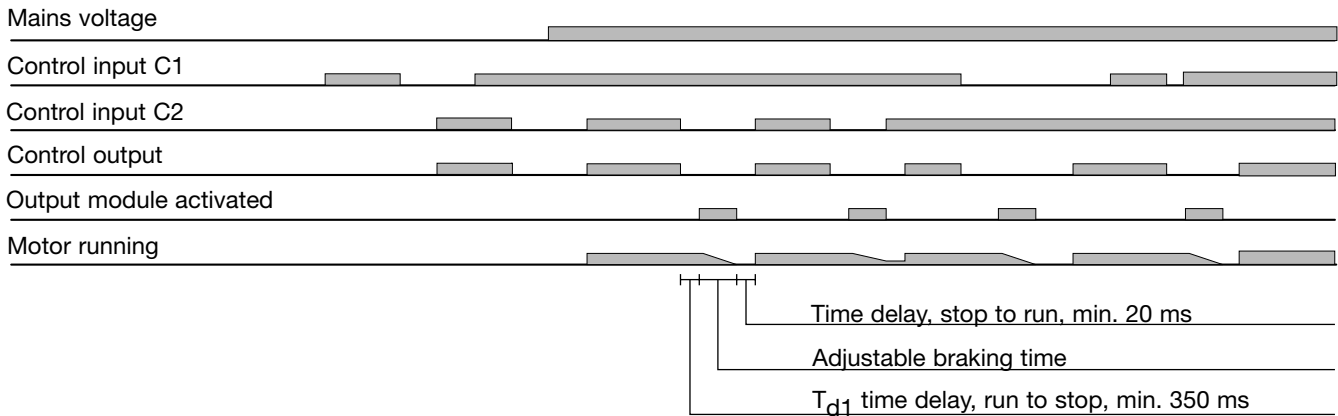 Mains voltage
Control input C1
Control input C2
Control output
Output module activated
Motor running
Time delay, stop to run, min. 20 ms
Adjustable braking time
Td1 time delay, run to stop, min. 350 ms